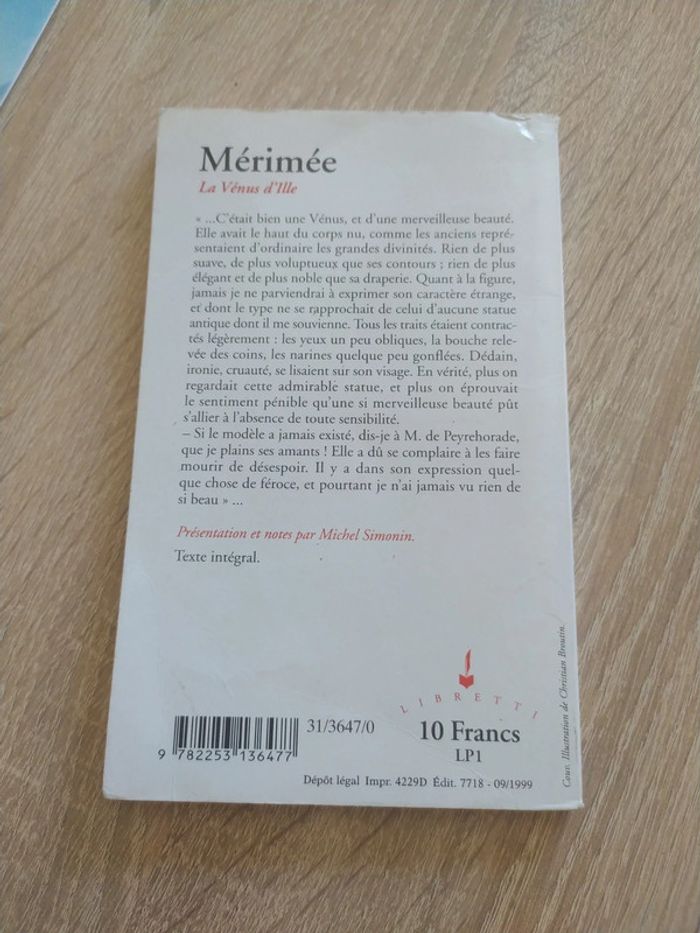 Mérimée
La Vénus d'Ille
« ...C'était bien une Vénus, et d'une merveilleuse beauté.
Elle avait le haut du corps nu, comme les anciens repré-
sentaient d'ordinaire les grandes divinités. Rien de plus
suave, de plus voluptueux que ses contours ; rien de plus
élégant et de plus noble que sa draperie. Quant à la figure,
jamais je ne parviendrai à exprimer son caractère étrange,
et dont le type ne se rapprochait de celui d'aucune statue
antique dont il me souvienne. Tous les traits étaient contrac-
tés légèrement : les yeux un peu obliques, la bouche rele-
vée des coins, les narines quelque peu gonflées. Dédain,
ironie, cruauté, se lisaient sur son visage. En vérité, plus on
regardait cette admirable statue, et plus on éprouvait
le sentiment pénible qu'une si merveilleuse beauté pût
s'allier à l'absence de toute sensibilité.
– Si le modèle a jamais existé, dis-je à M. de Peyrehorade,
que je plains ses amants ! Elle a dû se complaire à les faire
mourir de désespoir. Il y a dans son expression quel-
que chose de féroce, et pourtant je n'ai jamais vu rien de
si beau » ...
Présentation et notes par Michel Simonin.
Texte intégral.
LIBRETTI
31/3647/0
10 Francs
LP1
9 782253 136477
Dépôt légal Impr. 4229D Édit. 7718 - 09/1999
Couv. Illustration de Christian Broutin.